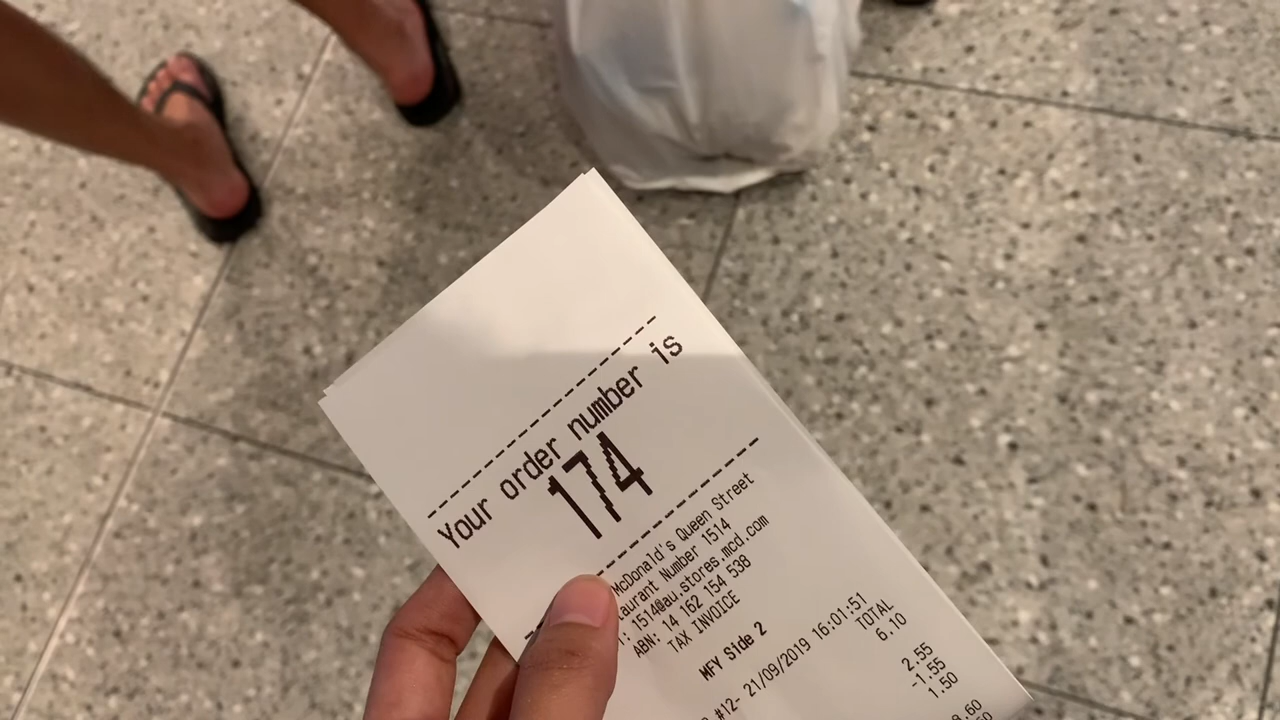 Your order number is
174
McDonald's Queen Street
Number 1514
1514@au.stores.mcd.com
ABN: 14 162 154 538
TAX INVOICE
MFY Side 2
#12- 21/09/2019 16:01:51
TOTAL
6.10
2.55
-1.55
1.50